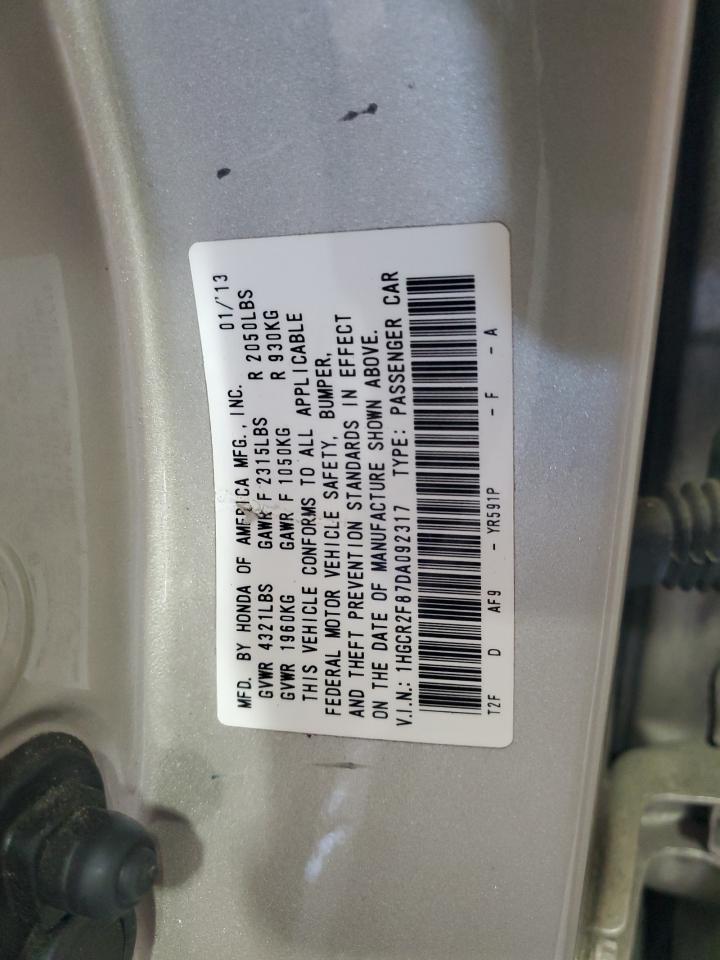 MFD. BY HONDA OF AMERICA MFG., INC. 01/'13
GVWR 4321LBS GAWR F 2315LBS R 2050LBS
GVWR 1960KG GAWR F 1050KG R 930KG
THIS VEHICLE CONFORMS TO ALL APPLICABLE
FEDERAL MOTOR VEHICLE SAFETY, BUMPER,
AND THEFT PREVENTION STANDARDS IN EFFECT
ON THE DATE OF MANUFACTURE SHOWN ABOVE.
V.I.N.: 1HGCR2F87DA092317 TYPE: PASSENGER CAR
T2F D AF9 - YR591P - F - A